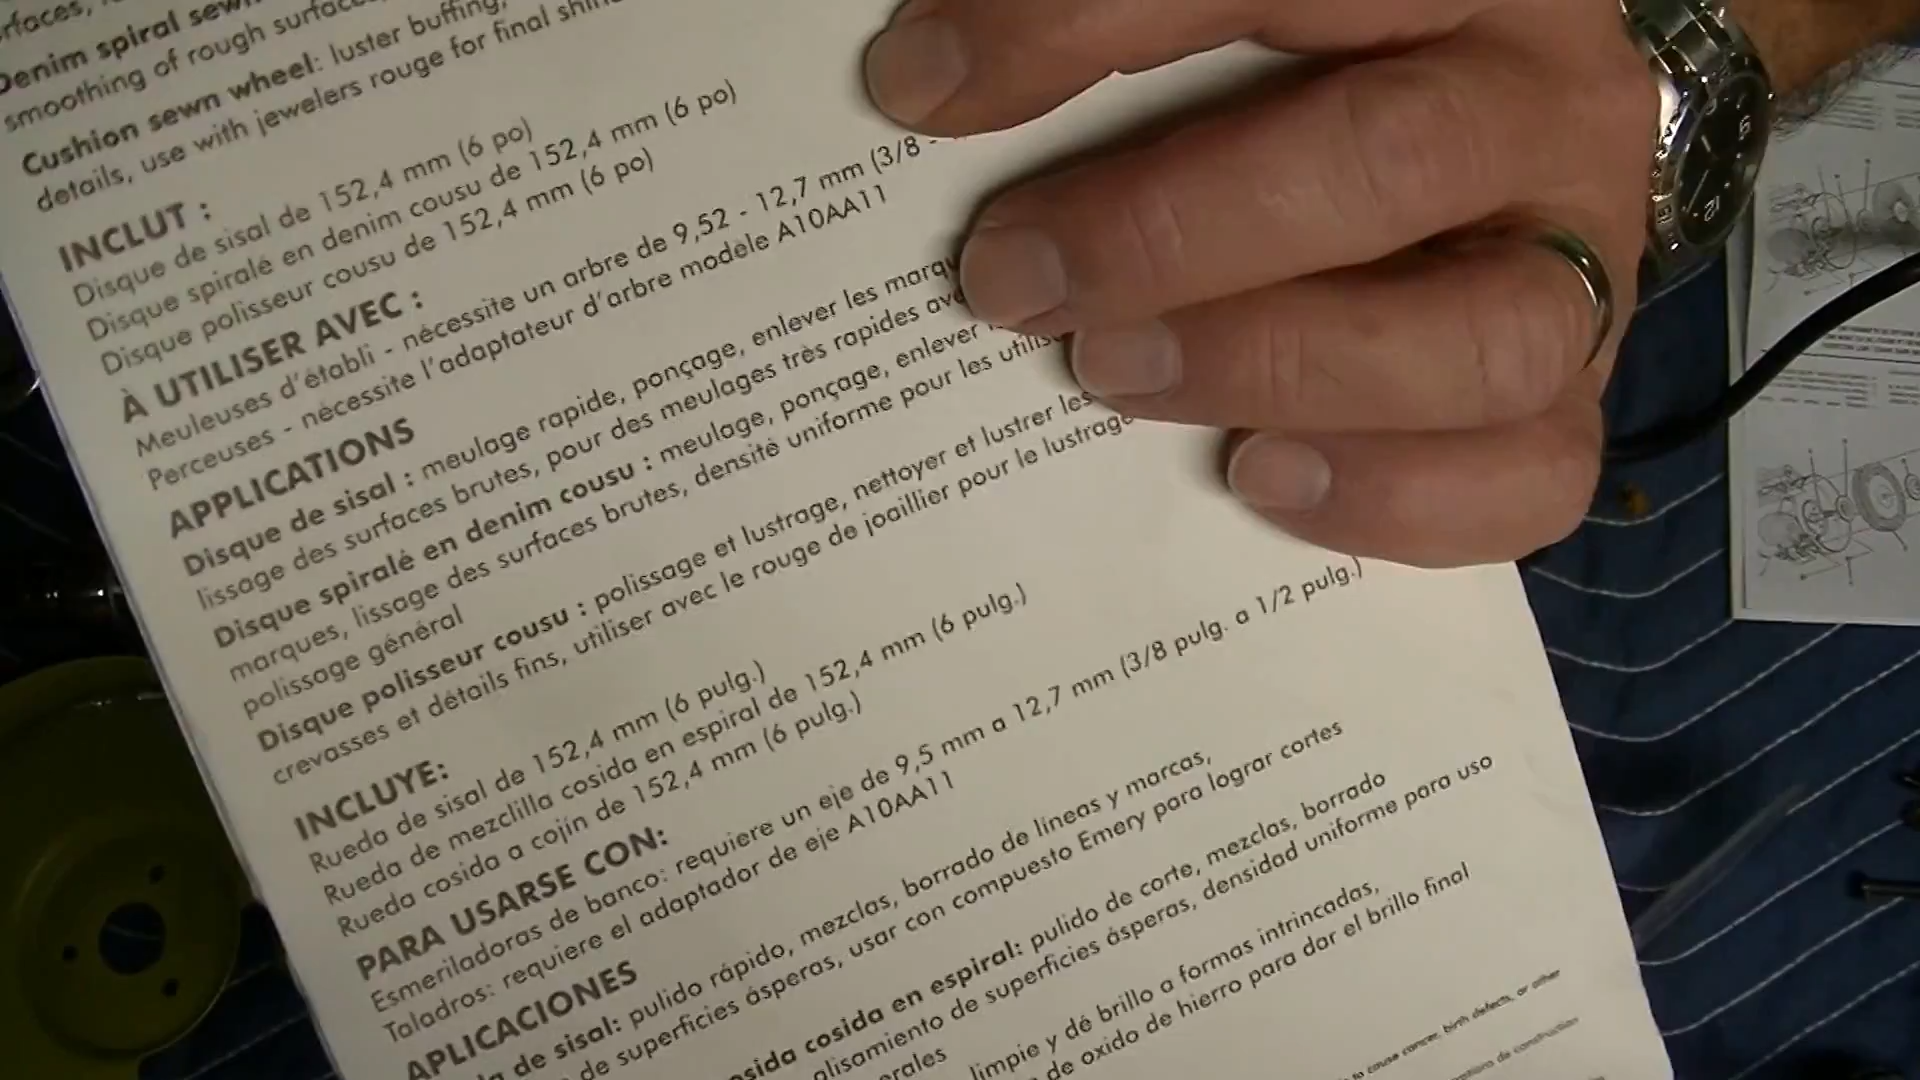 Denim spiral
smoothing of rough
Cushion sewn wheel: luster buffing,
details, use with jewelers rouge for final
INCLUT :
Disque de sisal de 152,4 mm (6 po)
Disque spiralé en denim cousu de 152,4 mm (6 po)
Disque polisseur cousu de 152,4 mm (6 po)
À UTILISER AVEC :
Meuleuses d'établi - nécessite un arbre de 9,52 - 12,7 mm (3/8 -
Perceuses - nécessite l'adaptateur d'arbre modèle A10AA11
APPLICATIONS
Disque de sisal : meulage rapide, ponçage, enlever les
lissage des surfaces brutes, pour des meulages très rapides
Disque spiralé en denim cousu : meulage, ponçage, enlever
marques, lissage des surfaces brutes, densité uniforme pour les
polissage général
Disque polisseur cousu : polissage et lustrage, nettoyer et lustrer les
crevasses et détails fins, utiliser avec le rouge de joaillier pour le lustrage
INCLUYE:
Rueda de sisal de 152,4 mm (6 pulg.)
Rueda de mezclilla cosida en espiral de 152,4 mm (6 pulg.)
Rueda cosida a cojín de 152,4 mm (6 pulg.)
PARA USARSE CON:
Esmeriladoras de banco: requiere un eje de 9,5 mm a 12,7 mm (3/8 pulg. a 1/2 pulg.)
Taladros: requiere el adaptador de eje A10AA11
APLICACIONES
de sisal: pulido rápido, mezclas, borrado de líneas y marcas,
de superficies ásperas, usar con compuesto Emery para lograr cortes
cosida en espiral: pulido de corte, mezclas, borrado
alisamiento de superficies ásperas, densidad uniforme para uso
limpie y dé brillo a formas intrincadas,
de oxido de hierro para dar el brillo final
to cause cancer, birth defects, or other
de construction